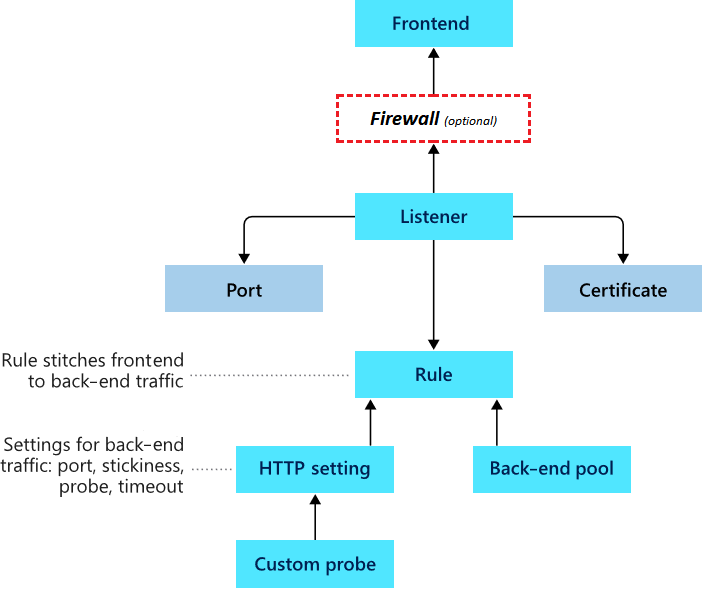 Frontend
Firewall (optional)
Listener
Port
Certificate
Rule stitches frontend
to back-end traffic
Rule
Settings for back-end
traffic: port, stickiness,
probe, timeout
HTTP setting
Back-end pool
Custom probe